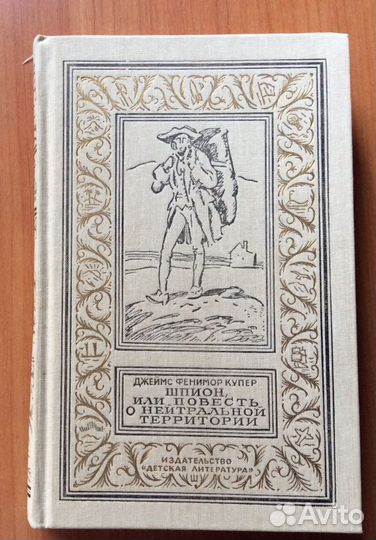 ДЖЕЙМС ФЕНИМОР КУПЕР
ШПИОН,
ИЛИ ПОВЕСТЬ
О НЕЙТРАЛЬНОЙ
ТЕРРИТОРИИ
ИЗДАТЕЛЬСТВО
«ДЕТСКАЯ ЛИТЕРАТУРА»
Avito